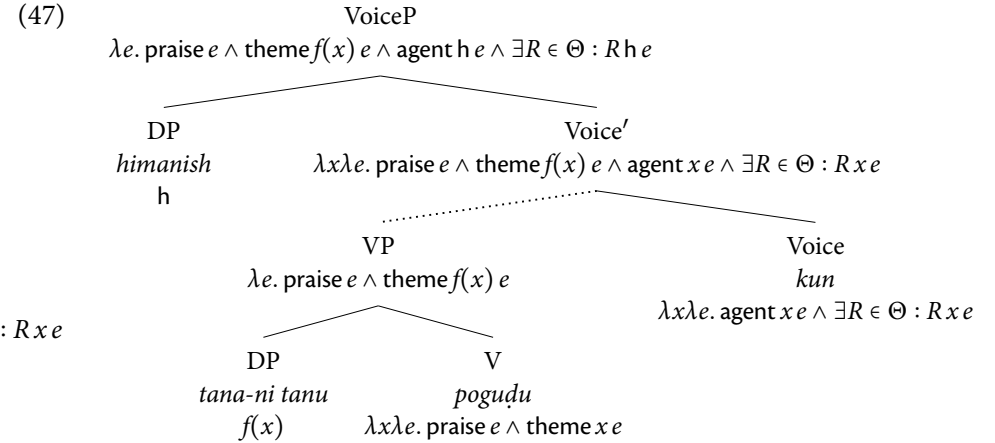 (47) VoiceP
λe. praise e ∧ theme f(x) e ∧ agent h e ∧ ∃R ∈ Θ : R h e
DP Voice′
himanish λxλe. praise e ∧ theme f(x) e ∧ agent x e ∧ ∃R ∈ Θ : R x e
h
VP Voice
λe. praise e ∧ theme f(x) e kun
λxλe. agent x e ∧ ∃R ∈ Θ : R x e
: R x e
DP V
tana-ni tanu poguḍu
f(x) λxλe. praise e ∧ theme x e